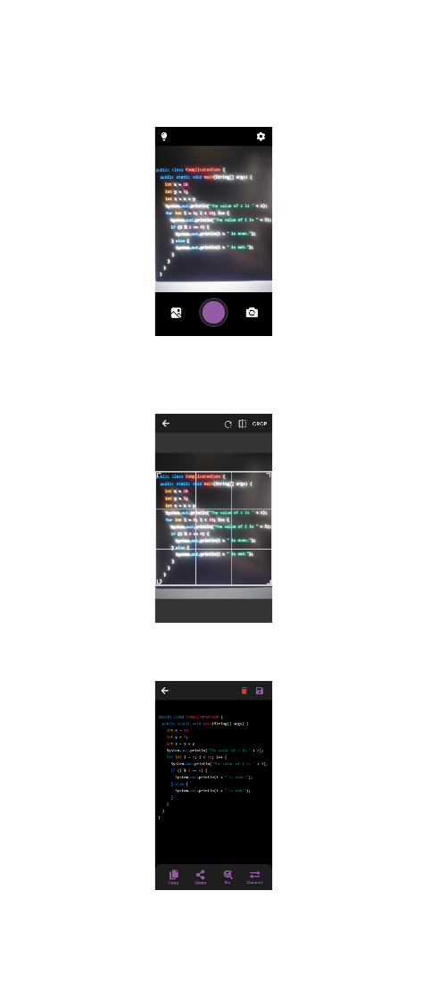 public class ComplicatedCode {
public static void main(String[] args) {
int x = 10
int y = 5;
int z = x + y
System.out.println("The value of z is " + z);
for int i = 0; i < 10; i++ {
System.out.println("The value of i is " + i);
if (i % 2 == 0) {
System.out.println(i + " is even.");
} else {
System.out.println(i + " is odd.");
}
}
}
}
CROP
public class ComplicatedCode {
public static void main(String[] args) {
int x = 10
int y = 5;
int z = x + y
System.out.println("The value of z is " + z);
for int i = 0; i < 10; i++ {
System.out.println("The value of i is " + i);
if (i % 2 == 0) {
System.out.println(i + " is even.");
} else {
System.out.println(i + " is odd.");
}
}
}
}
public class ComplicatedCode {
public static void main(String[] args) {
int x = 10
int y = 5;
int z = x + y
System.out.println("The value of z is " + z);
for int i = 0; i < 10; i++ {
System.out.println("The value of i is " + i);
if (i % 2 == 0) {
System.out.println(i + " is even.");
} else {
System.out.println(i + " is odd.");
}
}
}
}
Copy Share Fix Convert